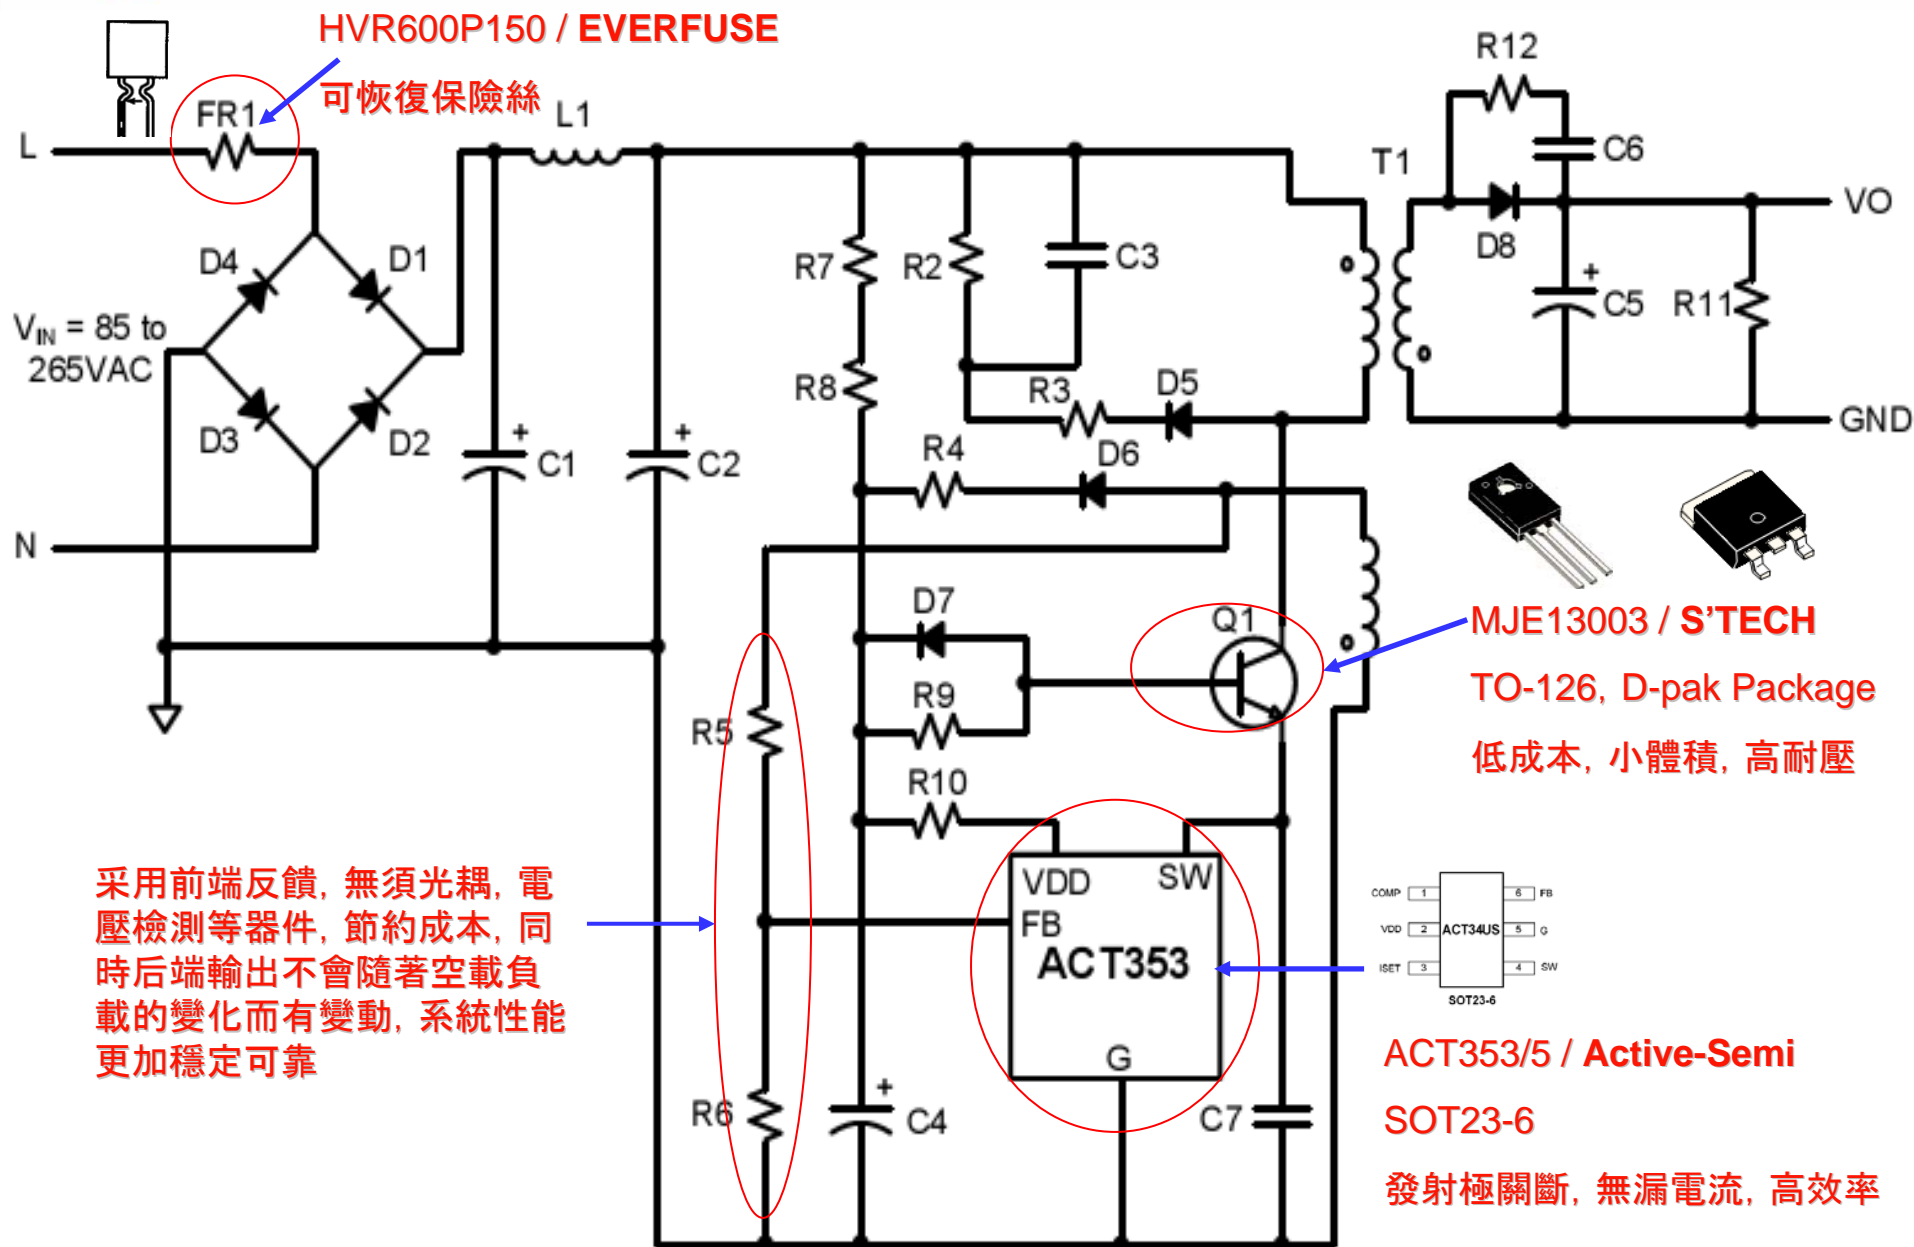 HVR600P150 / EVERFUSE
可恢復保險絲
FR1
L
L1
R12
C6
T1
VO
D8
D4
D1
R7
R2
C3
C5
R11
+
V_IN = 85 to
265VAC
R8
R3
D5
GND
D3
D2
+
C1
+
C2
R4
D6
N
D7
Q1
MJE13003 / S'TECH
TO-126, D-pak Package
低成本, 小體積, 高耐壓
R5
R9
R10
采用前端反饋, 無須光耦, 電
壓檢測等器件, 節約成本, 同
時后端輸出不會隨著空載負
載的變化而有變動, 系統性能
更加穩定可靠
VDD
SW
FB
ACT353
G
COMP 1
6 FB
VDD 2
ACT34US
5 G
ISET 3
4 SW
SOT23-6
ACT353/5 / Active-Semi
SOT23-6
發射極關斷, 無漏電流, 高效率
R6
+
C4
C7